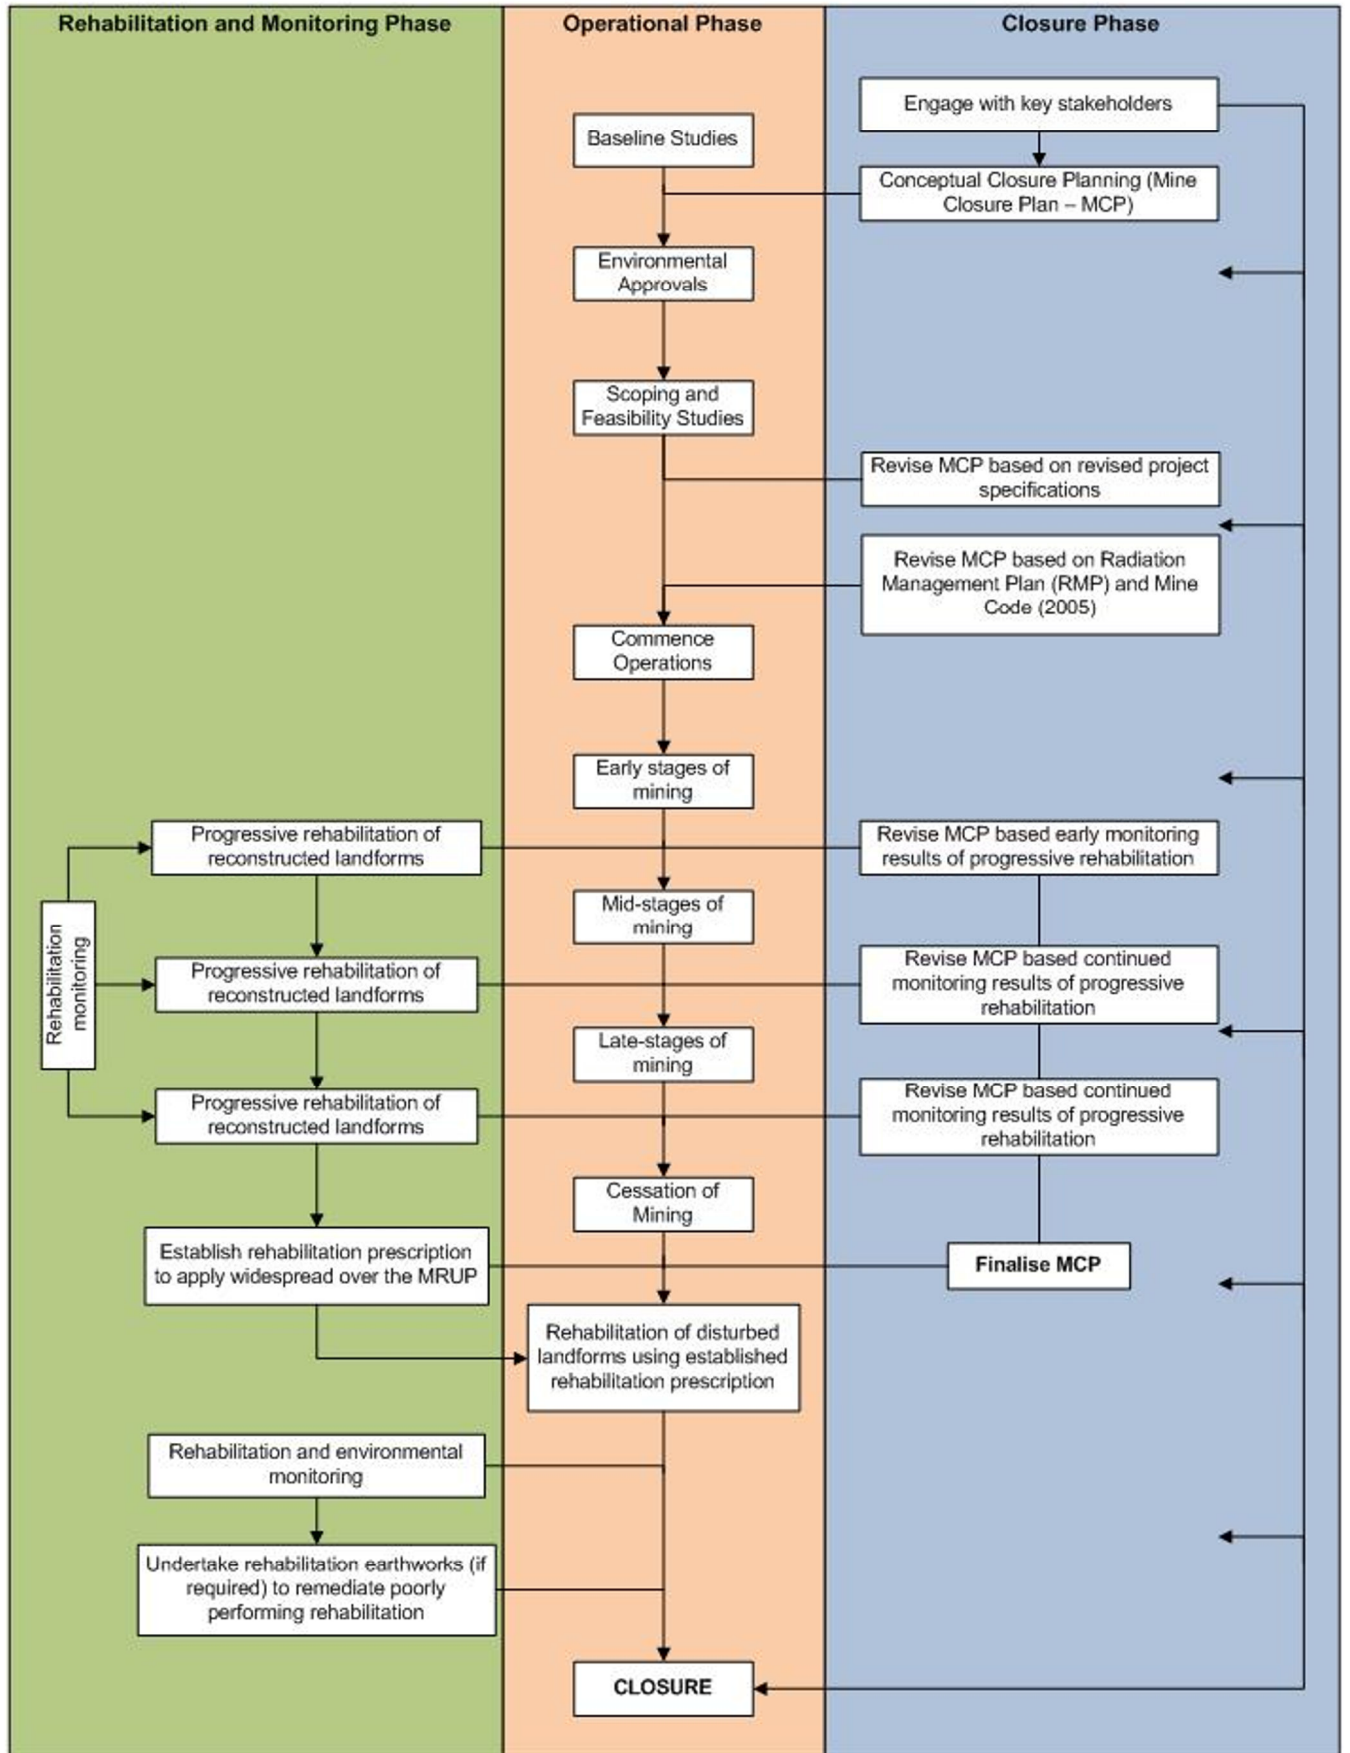 Rehabilitation and Monitoring Phase
Operational Phase
Closure Phase
Engage with key stakeholders
Baseline Studies
Conceptual Closure Planning (Mine
Closure Plan – MCP)
Environmental
Approvals
Scoping and
Feasibility Studies
Revise MCP based on revised project
specifications
Revise MCP based on Radiation
Management Plan (RMP) and Mine
Code (2005)
Commence
Operations
Early stages of
mining
Progressive rehabilitation of
reconstructed landforms
Revise MCP based early monitoring
results of progressive rehabilitation
Mid-stages of
mining
Rehabilitation
monitoring
Progressive rehabilitation of
reconstructed landforms
Revise MCP based continued
monitoring results of progressive
rehabilitation
Late-stages of
mining
Progressive rehabilitation of
reconstructed landforms
Revise MCP based continued
monitoring results of progressive
rehabilitation
Cessation of
Mining
Establish rehabilitation prescription
to apply widespread over the MRUP
Finalise MCP
Rehabilitation of disturbed
landforms using established
rehabilitation prescription
Rehabilitation and environmental
monitoring
Undertake rehabilitation earthworks (if
required) to remediate poorly
performing rehabilitation
CLOSURE